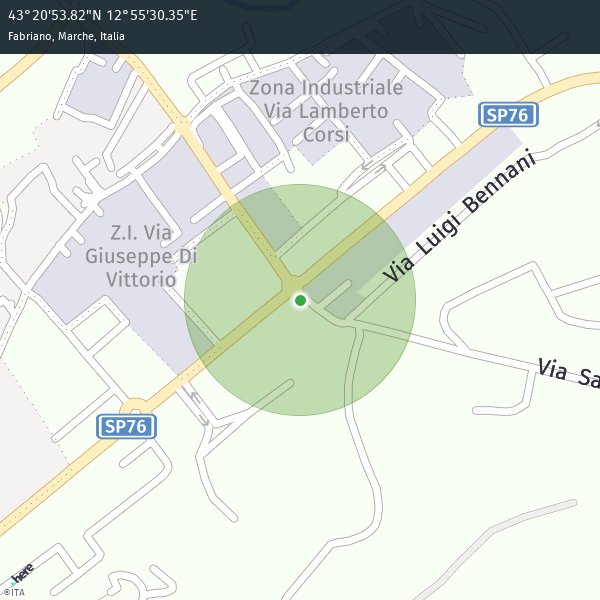 43°20'53.82"N 12°55'30.35"E
Fabriano, Marche, Italia
Zona Industriale
Via Lamberto
Corsi
SP76
Via Luigi Bennani
Z.I. Via
Giuseppe Di
Vittorio
Via Sa
SP76
here
©ITA